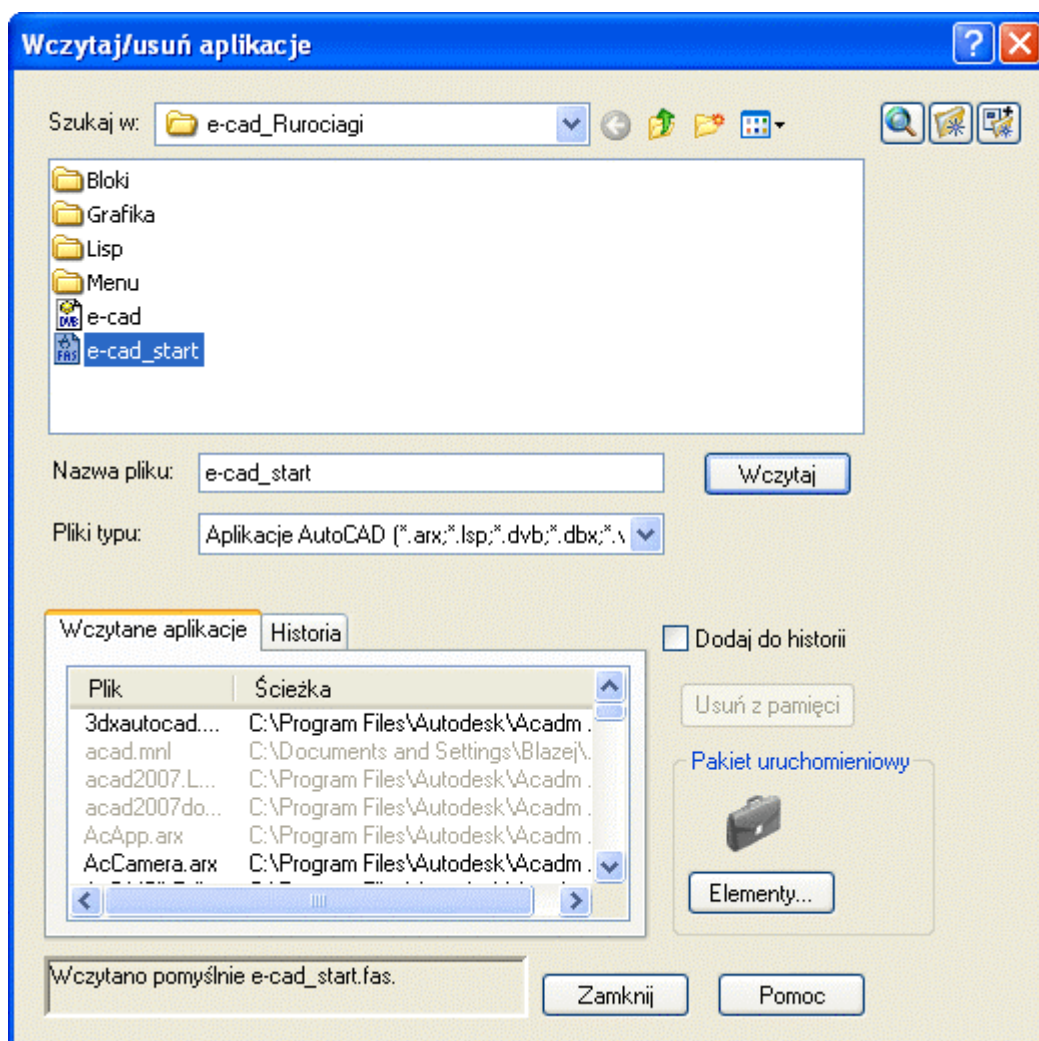 Wczytaj/usuń aplikacje
Szukaj w: e-cad_Rurociagi
Bloki
Grafika
Lisp
Menu
DVB e-cad
FAS e-cad_start
Nazwa pliku: e-cad_start Wczytaj
Pliki typu: Aplikacje AutoCAD (*.arx;*.lsp;*.dvb;*.dbx;*.v
Wczytane aplikacje Historia
Dodaj do historii
Plik Ścieżka
Usuń z pamięci
3dxautocad.... C:\Program Files\Autodesk\Acadm .
acad.mnl C:\Documents and Settings\Blazej\.
acad2007.L... C:\Program Files\Autodesk\Acadm .
acad2007do... C:\Program Files\Autodesk\Acadm .
AcApp.arx C:\Program Files\Autodesk\Acadm .
AcCamera.arx C:\Program Files\Autodesk\Acadm .
Pakiet uruchomieniowy
Elementy...
Wczytano pomyślnie e-cad_start.fas.
Zamknij Pomoc